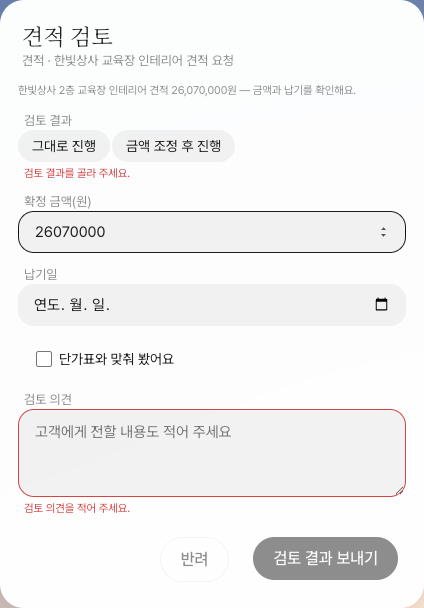 견적 검토
견적 · 한빛상사 교육장 인테리어 견적 요청
한빛상사 2층 교육장 인테리어 견적 26,070,000원 — 금액과 납기를 확인해요.
검토 결과
그대로 진행 금액 조정 후 진행
검토 결과를 골라 주세요.
확정 금액(원)
26070000
납기일
연도. 월. 일.
단가표와 맞춰 봤어요
검토 의견
고객에게 전할 내용도 적어 주세요
검토 의견을 적어 주세요.
반려 검토 결과 보내기